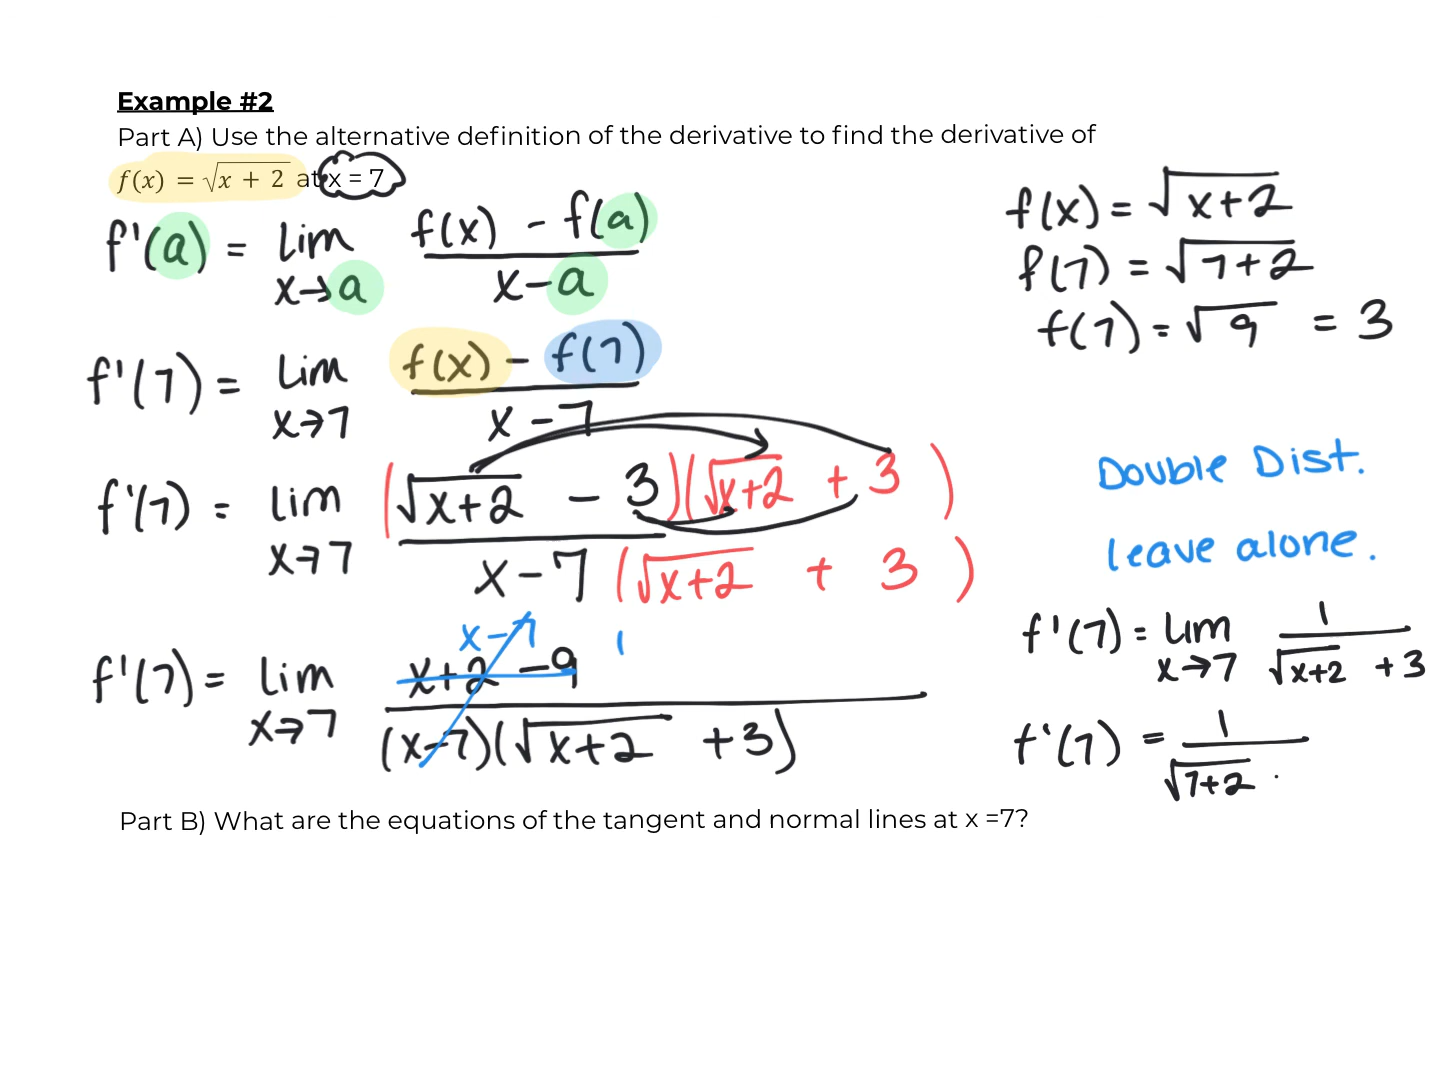 Example #2
Part A) Use the alternative definition of the derivative to find the derivative of
f(x) = √x + 2 at x = 7
f'(a) = lim x→a f(x) - f(a) / x - a
f'(7) = lim x→7 f(x) - f(7) / x - 7
f'(7) = lim x→7 (√x+2 - 3)(√x+2 + 3) / x - 7 (√x+2 + 3)
x - 7 1
f'(7) = lim x→7 x+2 - 9 / (x-7)(√x+2 + 3)
f(x) = √x+2
f(7) = √7+2
f(7) = √9 = 3
Double Dist.
leave alone.
f'(7) = lim x→7 1 / √x+2 + 3
f'(7) = 1 / √7+2 .
Part B) What are the equations of the tangent and normal lines at x =7?